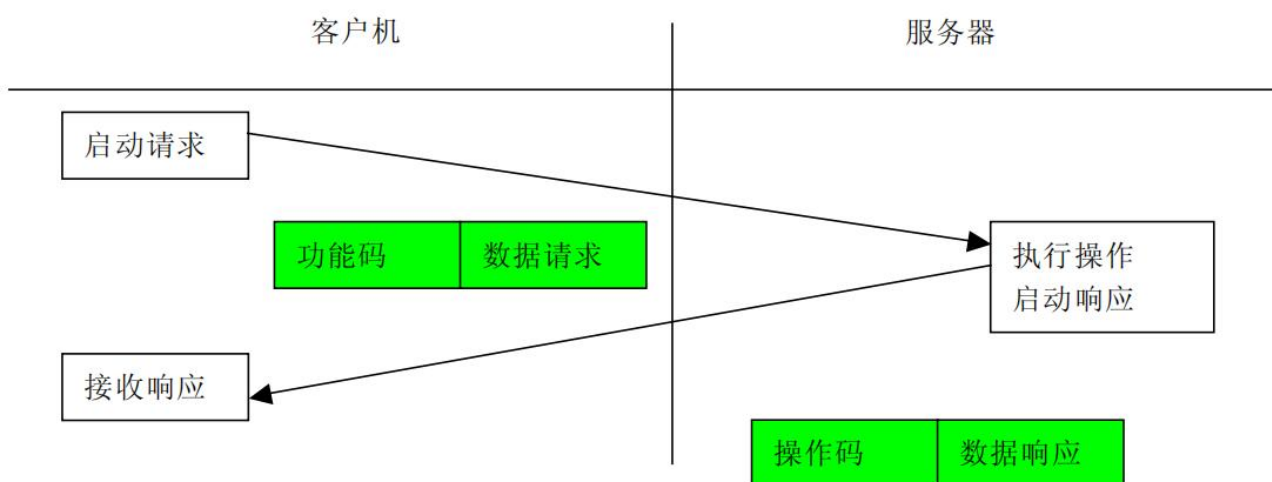 客户机
服务器
启动请求
功能码
数据请求
执行操作
启动响应
接收响应
操作码
数据响应